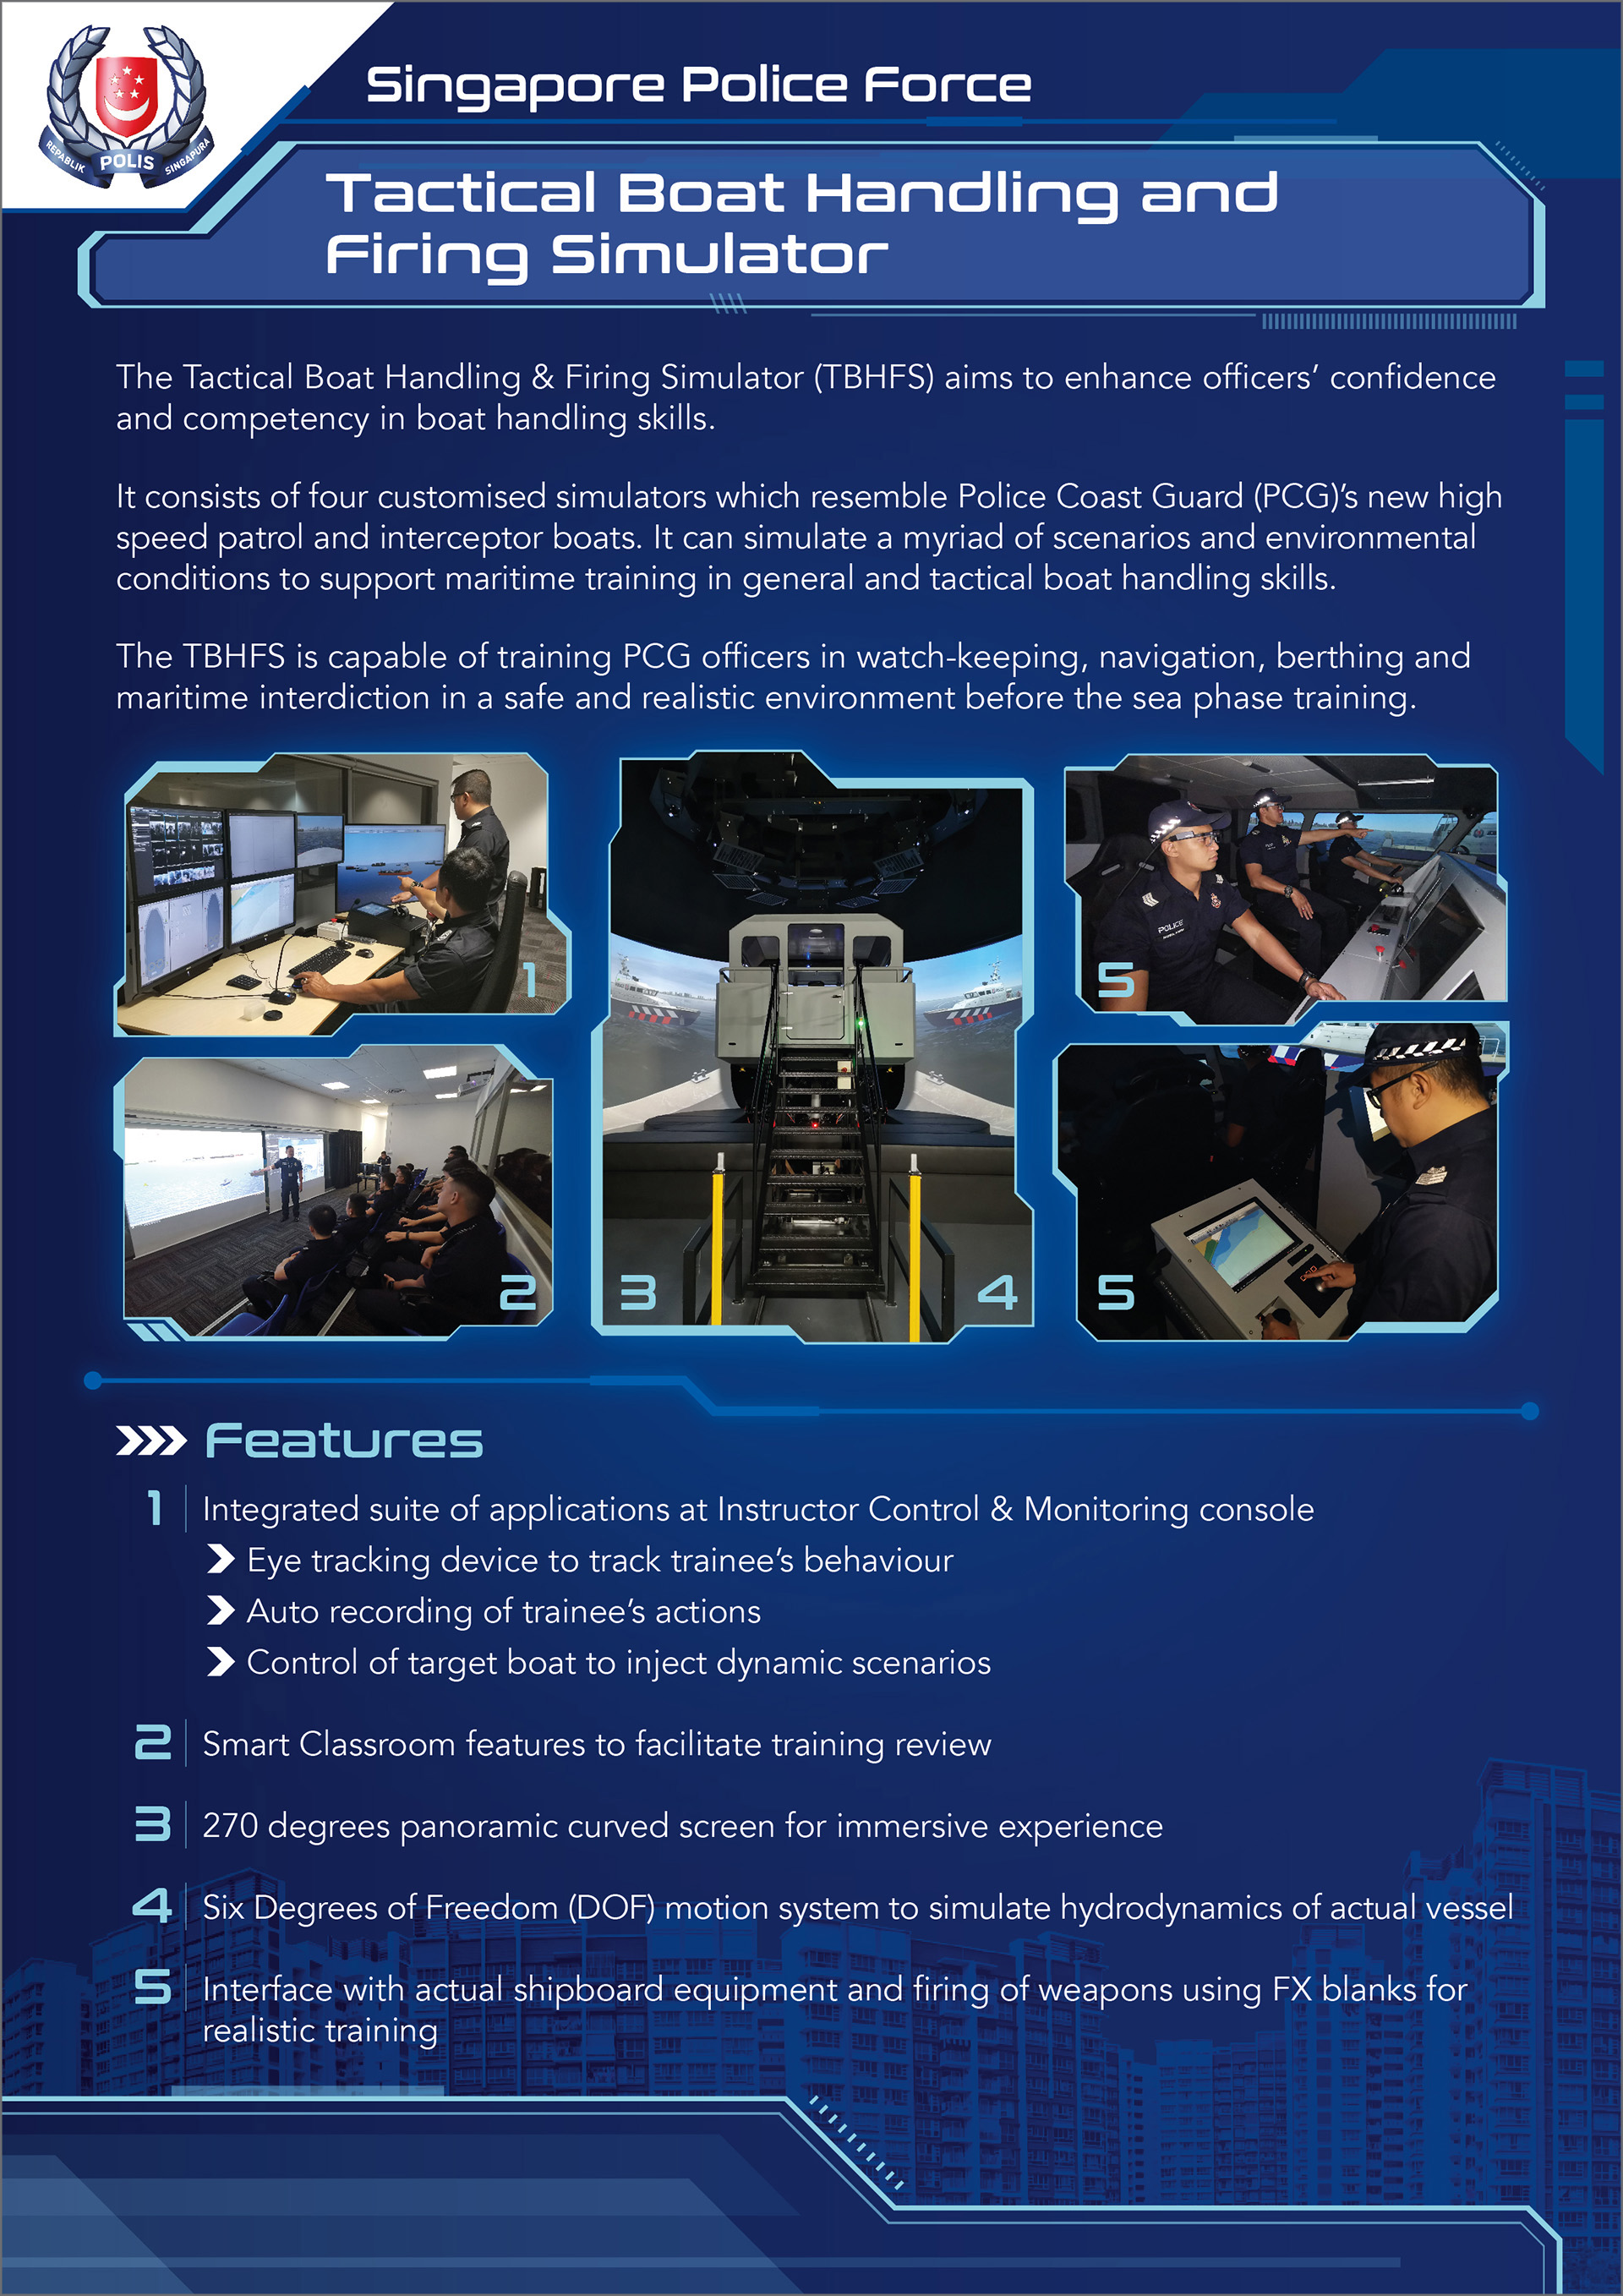 REPABLIK POLIS SINGAPURA
Singapore Police Force
Tactical Boat Handling and
Firing Simulator
The Tactical Boat Handling & Firing Simulator (TBHFS) aims to enhance officers’ confidence
and competency in boat handling skills.
It consists of four customised simulators which resemble Police Coast Guard (PCG)’s new high
speed patrol and interceptor boats. It can simulate a myriad of scenarios and environmental
conditions to support maritime training in general and tactical boat handling skills.
The TBHFS is capable of training PCG officers in watch-keeping, navigation, berthing and
maritime interdiction in a safe and realistic environment before the sea phase training.
1
2
3
4
5
POLICE
5
Features
1 Integrated suite of applications at Instructor Control & Monitoring console
Eye tracking device to track trainee’s behaviour
Auto recording of trainee’s actions
Control of target boat to inject dynamic scenarios
2 Smart Classroom features to facilitate training review
3 270 degrees panoramic curved screen for immersive experience
4 Six Degrees of Freedom (DOF) motion system to simulate hydrodynamics of actual vessel
5 Interface with actual shipboard equipment and firing of weapons using FX blanks for
realistic training